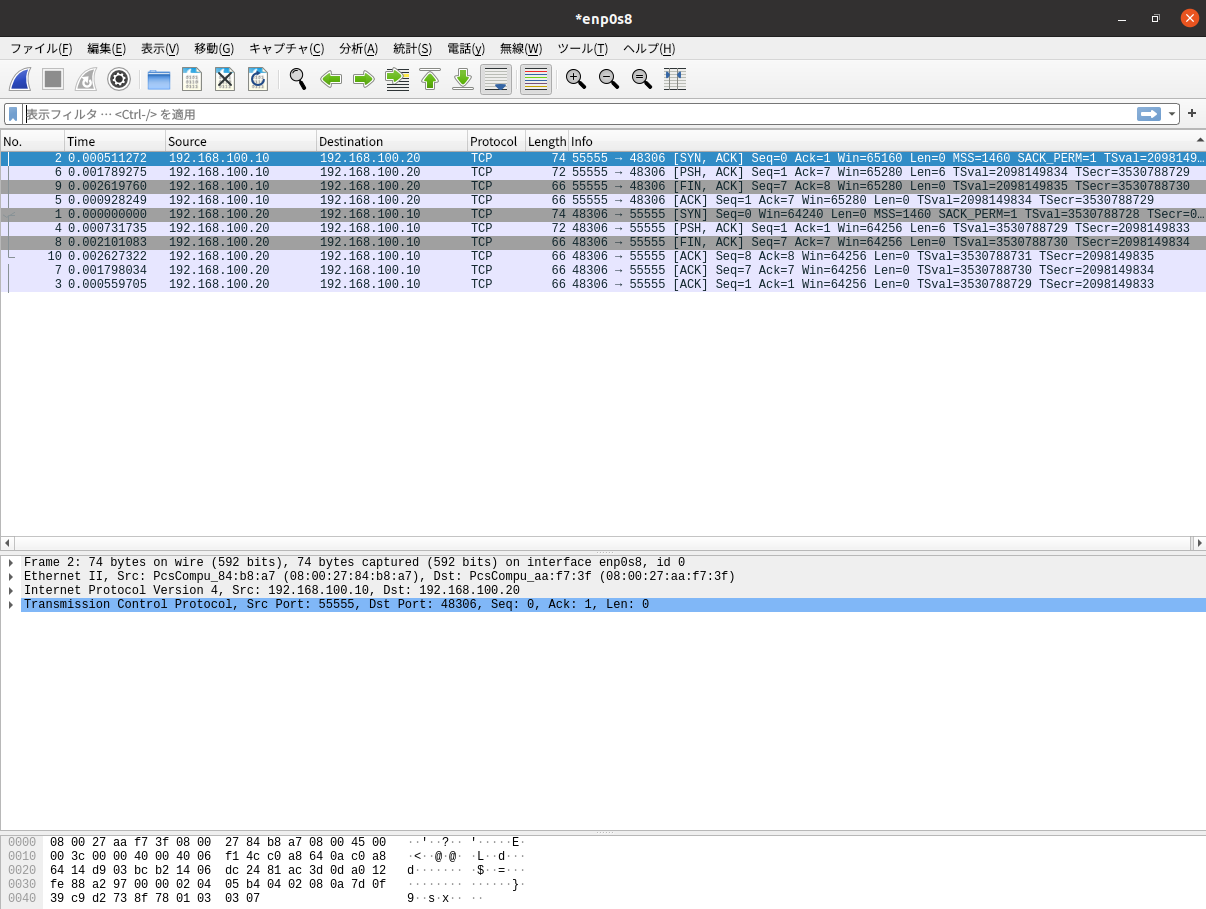 *enp0s8
ファイル(F) 編集(E) 表示(V) 移動(G) キャプチャ(C) 分析(A) 統計(S) 電話(y) 無線(W) ツール(T) ヘルプ(H)
表示フィルタ … <Ctrl-/> を適用
No. Time Source Destination Protocol Length Info
2 0.000511272 192.168.100.10 192.168.100.20 TCP 74 55555 → 48306 [SYN, ACK] Seq=0 Ack=1 Win=65160 Len=0 MSS=1460 SACK_PERM=1 TSval=2098149…
6 0.001789275 192.168.100.10 192.168.100.20 TCP 72 55555 → 48306 [PSH, ACK] Seq=1 Ack=7 Win=65280 Len=6 TSval=2098149834 TSecr=3530788729
9 0.002619760 192.168.100.10 192.168.100.20 TCP 66 55555 → 48306 [FIN, ACK] Seq=7 Ack=8 Win=65280 Len=0 TSval=2098149835 TSecr=3530788730
5 0.000928249 192.168.100.10 192.168.100.20 TCP 66 55555 → 48306 [ACK] Seq=1 Ack=7 Win=65280 Len=0 TSval=2098149834 TSecr=3530788729
1 0.000000000 192.168.100.20 192.168.100.10 TCP 74 48306 → 55555 [SYN] Seq=0 Win=64240 Len=0 MSS=1460 SACK_PERM=1 TSval=3530788728 TSecr=0…
4 0.000731735 192.168.100.20 192.168.100.10 TCP 72 48306 → 55555 [PSH, ACK] Seq=1 Ack=1 Win=64256 Len=6 TSval=3530788729 TSecr=2098149833
8 0.002101083 192.168.100.20 192.168.100.10 TCP 66 48306 → 55555 [FIN, ACK] Seq=7 Ack=7 Win=64256 Len=0 TSval=3530788730 TSecr=2098149834
10 0.002627322 192.168.100.20 192.168.100.10 TCP 66 48306 → 55555 [ACK] Seq=8 Ack=8 Win=64256 Len=0 TSval=3530788731 TSecr=2098149835
7 0.001798034 192.168.100.20 192.168.100.10 TCP 66 48306 → 55555 [ACK] Seq=7 Ack=7 Win=64256 Len=0 TSval=3530788730 TSecr=2098149834
3 0.000559705 192.168.100.20 192.168.100.10 TCP 66 48306 → 55555 [ACK] Seq=1 Ack=1 Win=64256 Len=0 TSval=3530788729 TSecr=2098149833
Frame 2: 74 bytes on wire (592 bits), 74 bytes captured (592 bits) on interface enp0s8, id 0
Ethernet II, Src: PcsCompu_84:b8:a7 (08:00:27:84:b8:a7), Dst: PcsCompu_aa:f7:3f (08:00:27:aa:f7:3f)
Internet Protocol Version 4, Src: 192.168.100.10, Dst: 192.168.100.20
Transmission Control Protocol, Src Port: 55555, Dst Port: 48306, Seq: 0, Ack: 1, Len: 0
0000 08 00 27 aa f7 3f 08 00 27 84 b8 a7 08 00 45 00 ··'··?·· '·····E·
0010 00 3c 00 00 40 00 40 06 f1 4c c0 a8 64 0a c0 a8 ·<··@·@· ·L··d···
0020 64 14 d9 03 bc b2 14 06 dc 24 81 ac 3d 0d a0 12 d······· ·$··=···
0030 fe 88 a2 97 00 00 02 04 05 b4 04 02 08 0a 7d 0f ········ ······}·
0040 39 c9 d2 73 8f 78 01 03 03 07 9··s·x·· ··